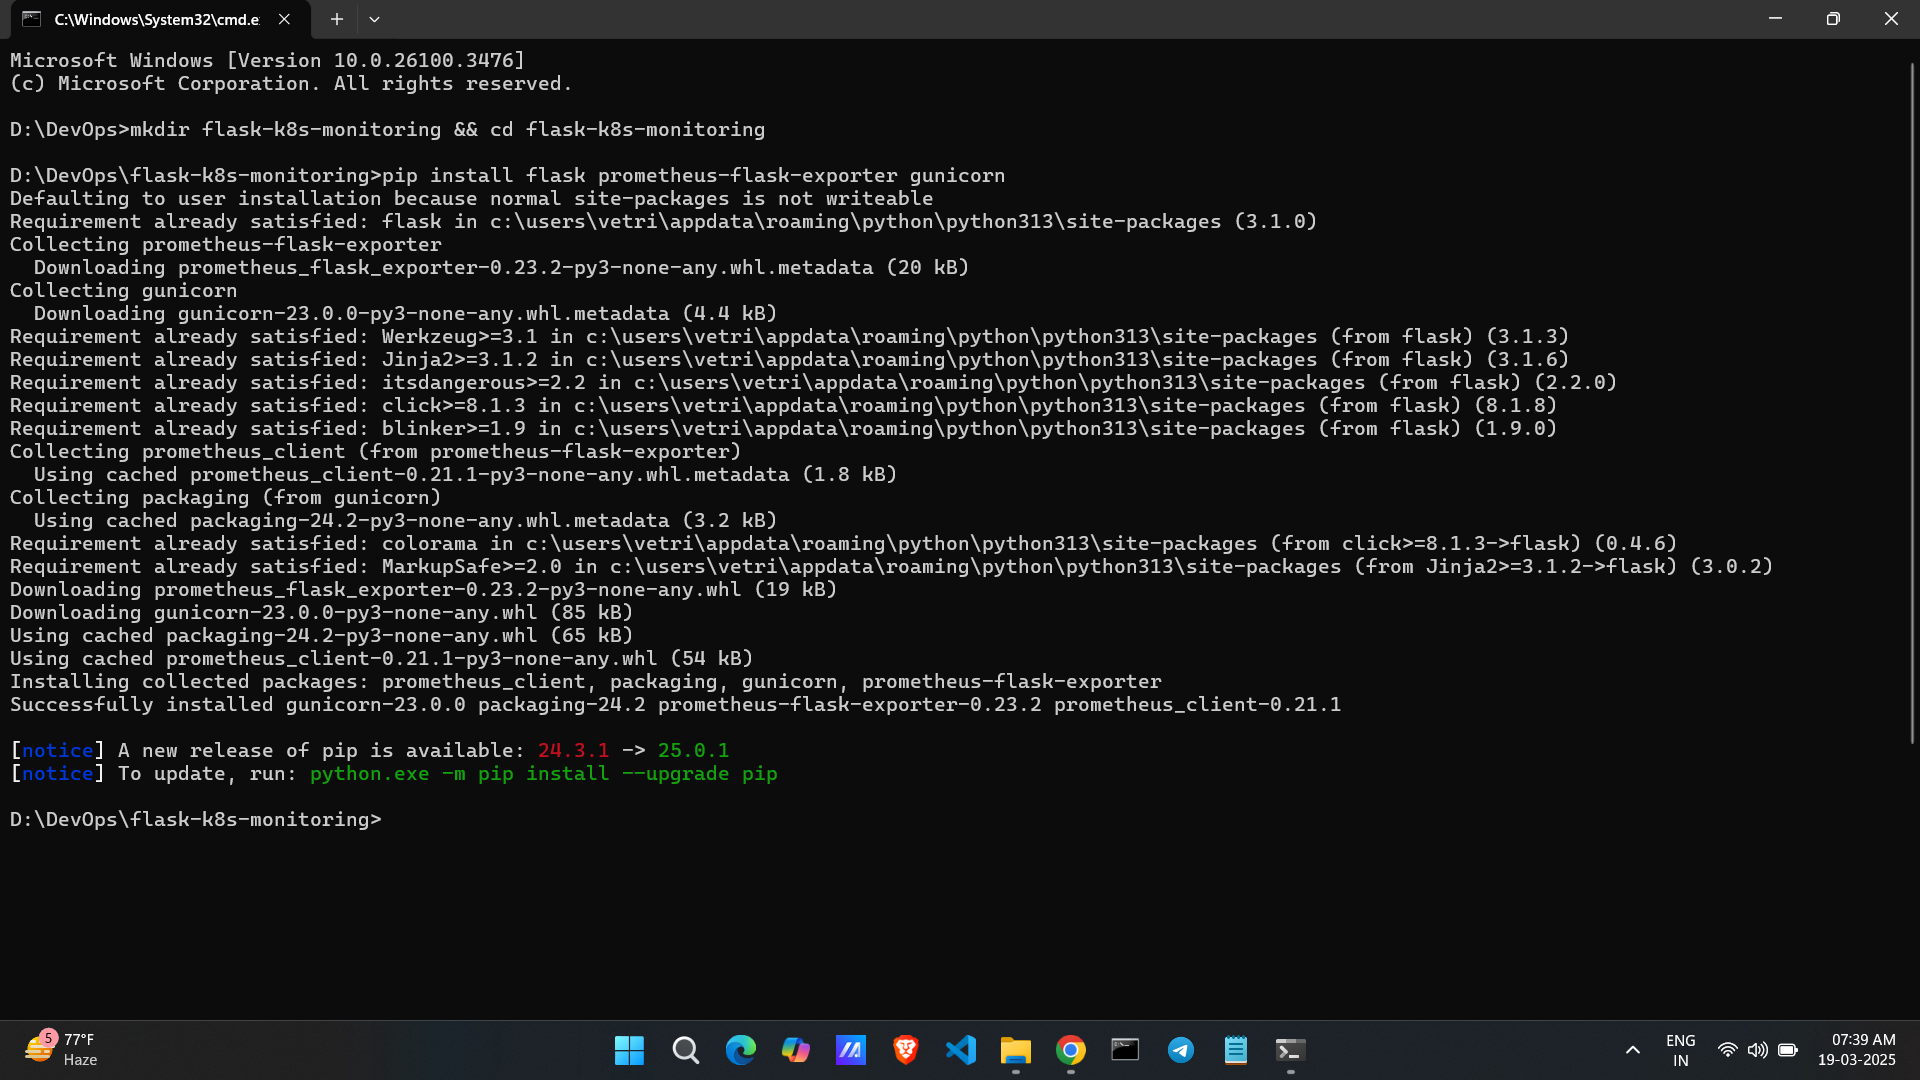 C:\Windows\System32\cmd.e
Microsoft Windows [Version 10.0.26100.3476]
(c) Microsoft Corporation. All rights reserved.
D:\DevOps>mkdir flask-k8s-monitoring && cd flask-k8s-monitoring
D:\DevOps\flask-k8s-monitoring>pip install flask prometheus-flask-exporter gunicorn
Defaulting to user installation because normal site-packages is not writeable
Requirement already satisfied: flask in c:\users\vetri\appdata\roaming\python\python313\site-packages (3.1.0)
Collecting prometheus-flask-exporter
  Downloading prometheus_flask_exporter-0.23.2-py3-none-any.whl.metadata (20 kB)
Collecting gunicorn
  Downloading gunicorn-23.0.0-py3-none-any.whl.metadata (4.4 kB)
Requirement already satisfied: Werkzeug>=3.1 in c:\users\vetri\appdata\roaming\python\python313\site-packages (from flask) (3.1.3)
Requirement already satisfied: Jinja2>=3.1.2 in c:\users\vetri\appdata\roaming\python\python313\site-packages (from flask) (3.1.6)
Requirement already satisfied: itsdangerous>=2.2 in c:\users\vetri\appdata\roaming\python\python313\site-packages (from flask) (2.2.0)
Requirement already satisfied: click>=8.1.3 in c:\users\vetri\appdata\roaming\python\python313\site-packages (from flask) (8.1.8)
Requirement already satisfied: blinker>=1.9 in c:\users\vetri\appdata\roaming\python\python313\site-packages (from flask) (1.9.0)
Collecting prometheus_client (from prometheus-flask-exporter)
  Using cached prometheus_client-0.21.1-py3-none-any.whl.metadata (1.8 kB)
Collecting packaging (from gunicorn)
  Using cached packaging-24.2-py3-none-any.whl.metadata (3.2 kB)
Requirement already satisfied: colorama in c:\users\vetri\appdata\roaming\python\python313\site-packages (from click>=8.1.3->flask) (0.4.6)
Requirement already satisfied: MarkupSafe>=2.0 in c:\users\vetri\appdata\roaming\python\python313\site-packages (from Jinja2>=3.1.2->flask) (3.0.2)
Downloading prometheus_flask_exporter-0.23.2-py3-none-any.whl (19 kB)
Downloading gunicorn-23.0.0-py3-none-any.whl (85 kB)
Using cached packaging-24.2-py3-none-any.whl (65 kB)
Using cached prometheus_client-0.21.1-py3-none-any.whl (54 kB)
Installing collected packages: prometheus_client, packaging, gunicorn, prometheus-flask-exporter
Successfully installed gunicorn-23.0.0 packaging-24.2 prometheus-flask-exporter-0.23.2 prometheus_client-0.21.1
[notice] A new release of pip is available: 24.3.1 -> 25.0.1
[notice] To update, run: python.exe -m pip install --upgrade pip
D:\DevOps\flask-k8s-monitoring>
5
77°F
Haze
ENG
IN
07:39 AM
19-03-2025